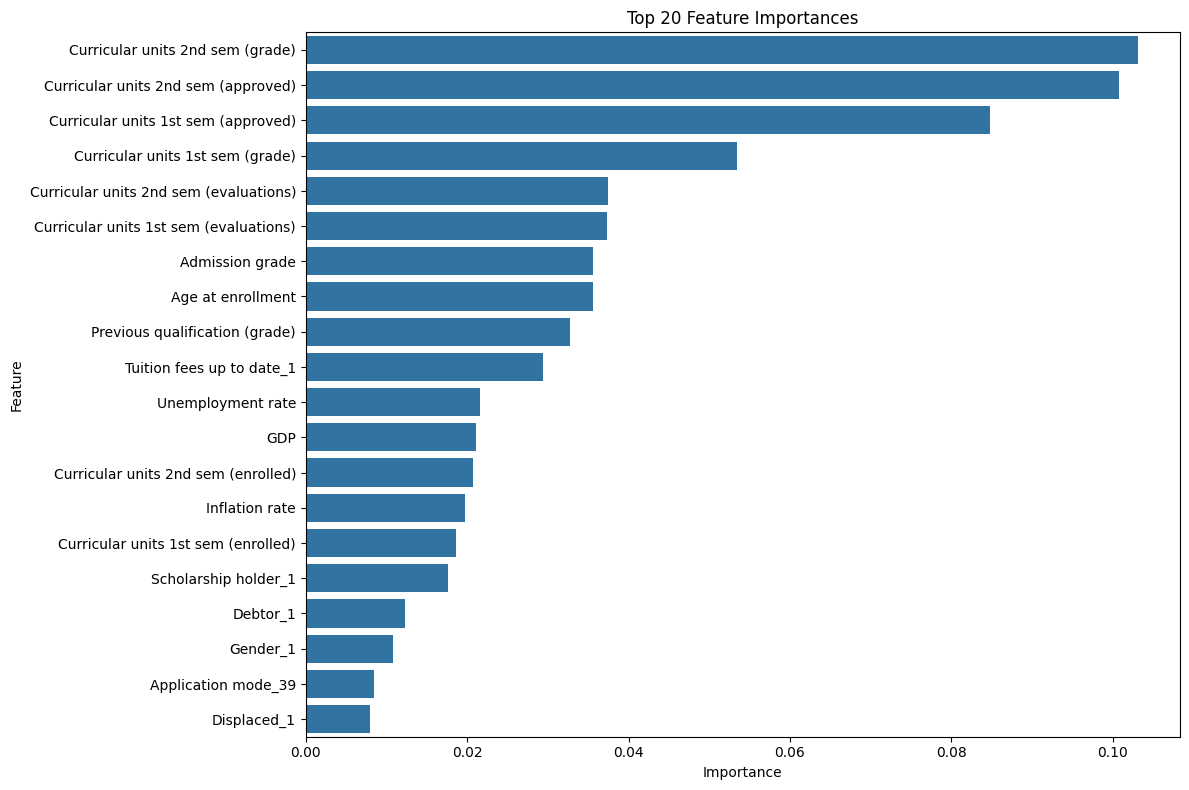 Top 20 Feature Importances
Feature
Curricular units 2nd sem (grade)
Curricular units 2nd sem (approved)
Curricular units 1st sem (approved)
Curricular units 1st sem (grade)
Curricular units 2nd sem (evaluations)
Curricular units 1st sem (evaluations)
Admission grade
Age at enrollment
Previous qualification (grade)
Tuition fees up to date_1
Unemployment rate
GDP
Curricular units 2nd sem (enrolled)
Inflation rate
Curricular units 1st sem (enrolled)
Scholarship holder_1
Debtor_1
Gender_1
Application mode_39
Displaced_1
0.00 0.02 0.04 0.06 0.08 0.10
Importance